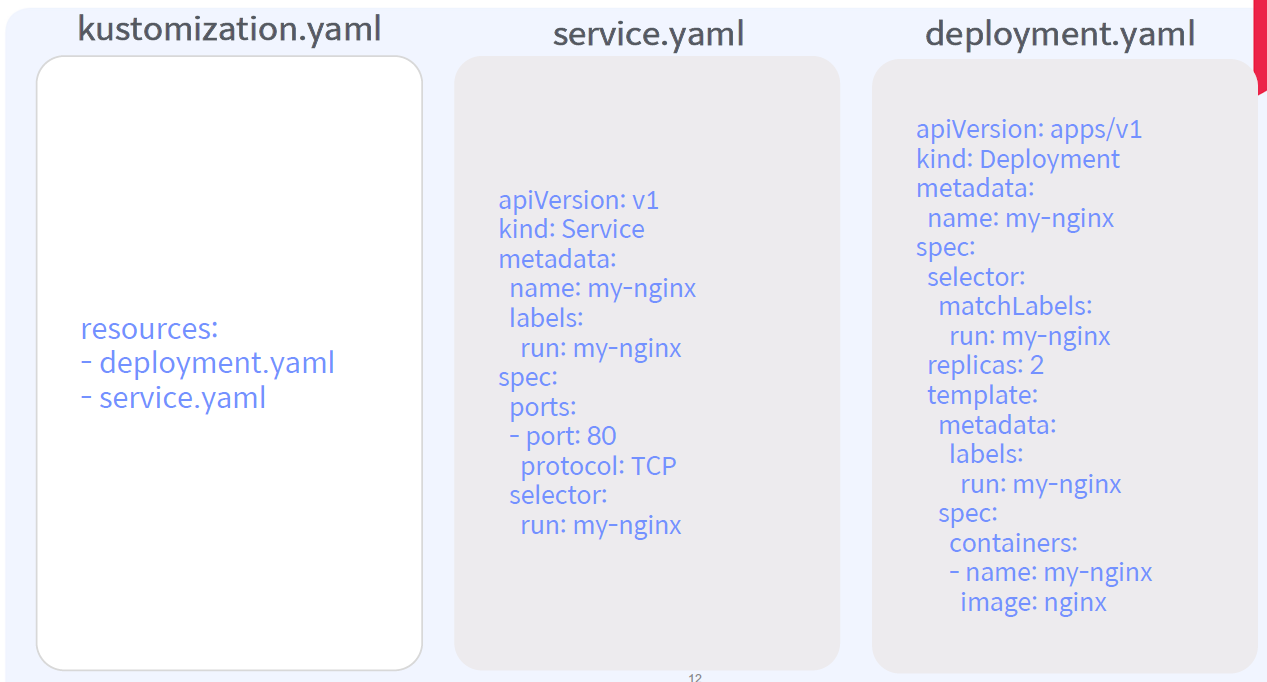 kustomization.yaml
resources:
- deployment.yaml
- service.yaml
service.yaml
apiVersion: v1
kind: Service
metadata:
  name: my-nginx
  labels:
    run: my-nginx
spec:
  ports:
  - port: 80
    protocol: TCP
  selector:
    run: my-nginx
deployment.yaml
apiVersion: apps/v1
kind: Deployment
metadata:
  name: my-nginx
spec:
  selector:
    matchLabels:
      run: my-nginx
  replicas: 2
  template:
    metadata:
      labels:
        run: my-nginx
    spec:
      containers:
      - name: my-nginx
        image: nginx
12